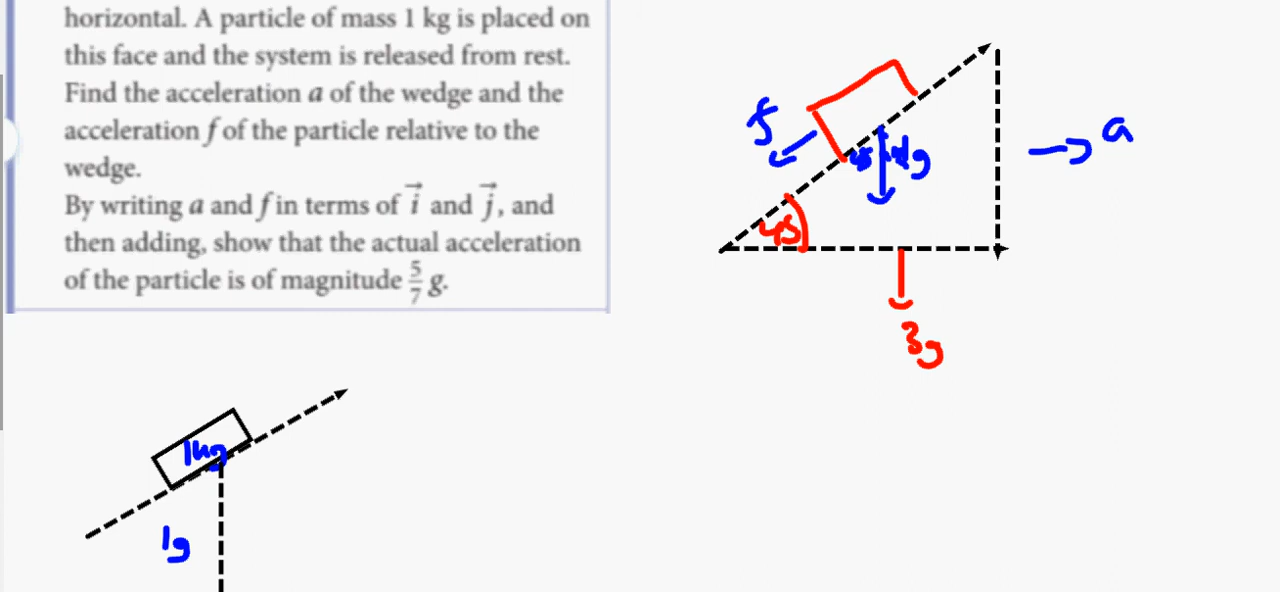 horizontal. A particle of mass 1 kg is placed on
this face and the system is released from rest.
Find the acceleration a of the wedge and the
acceleration f of the particle relative to the
wedge.
By writing a and f in terms of i⃗ and j⃗, and
then adding, show that the actual acceleration
of the particle is of magnitude 5/7 g.
f
a
45
3g
1kg
1g